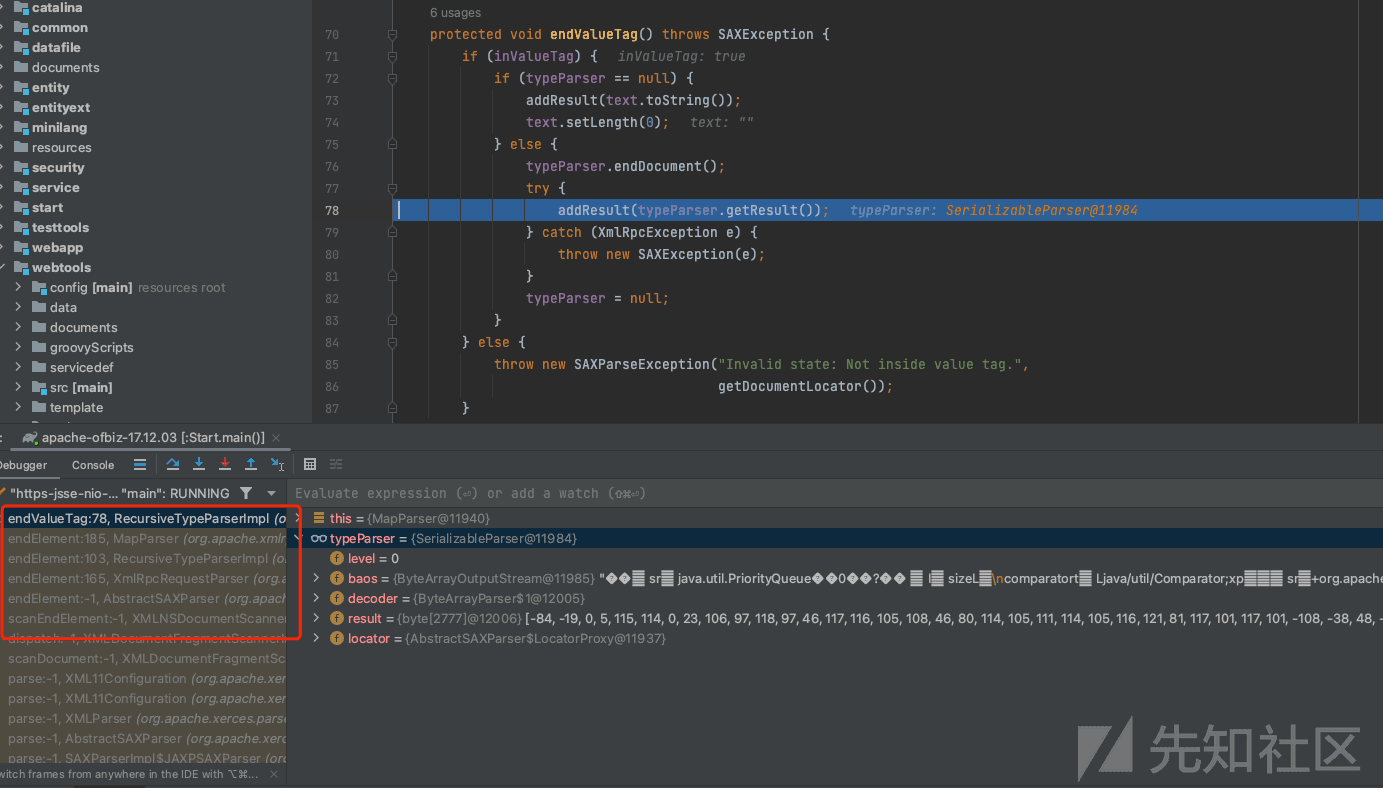 catalina
common
datafile
documents
entity
entityext
minilang
resources
security
service
start
testtools
webapp
webtools
config [main] resources root
data
documents
groovyScripts
servicedef
src [main]
template
6 usages
70 protected void endValueTag() throws SAXException {
71 if (inValueTag) { inValueTag: true
72 if (typeParser == null) {
73 addResult(text.toString());
74 text.setLength(0); text: ""
75 } else {
76 typeParser.endDocument();
77 try {
78 addResult(typeParser.getResult()); typeParser: SerializableParser@11984
79 } catch (XmlRpcException e) {
80 throw new SAXException(e);
81 }
82 typeParser = null;
83 }
84 } else {
85 throw new SAXParseException("Invalid state: Not inside value tag.",
86 getDocumentLocator());
87 }
: apache-ofbiz-17.12.03 [:Start.main()] ×
Debugger Console
"https-jsse-nio-... "main": RUNNING
Evaluate expression (⏎) or add a watch (⇧⌘⏎)
endValueTag:78, RecursiveTypeParserImpl (o
endElement:185, MapParser (org.apache.xmlr
endElement:103, RecursiveTypeParserImpl (o
endElement:165, XmlRpcRequestParser (org.a
endElement:-1, AbstractSAXParser (org.apach
scanEndElement:-1, XMLNSDocumentScanner
dispatch:-1, XMLDocumentFragmentScannerI
scanDocument:-1, XMLDocumentFragmentSc
parse:-1, XML11Configuration (org.apache.xer
parse:-1, XML11Configuration (org.apache.xer
parse:-1, XMLParser (org.apache.xerces.parse
parse:-1, AbstractSAXParser (org.apache.xerc
parse:-1, SAXParserImpl$JAXPSAXParser (or
witch frames from anywhere in the IDE with ⌥⌘... ×
this = {MapParser@11940}
typeParser = {SerializableParser@11984}
level = 0
baos = {ByteArrayOutputStream@11985} "��  sr  java.util.PriorityQueue��0��?��  I  sizeL  \ncomparatort  Ljava/util/Comparator;xp  sr  +org.apache
decoder = {ByteArrayParser$1@12005}
result = {byte[2777]@12006} [-84, -19, 0, 5, 115, 114, 0, 23, 106, 97, 118, 97, 46, 117, 116, 105, 108, 46, 80, 114, 105, 111, 114, 105, 116, 121, 81, 117, 101, 117, 101, -108, -38, 48, -
locator = {AbstractSAXParser$LocatorProxy@11937}
先知社区